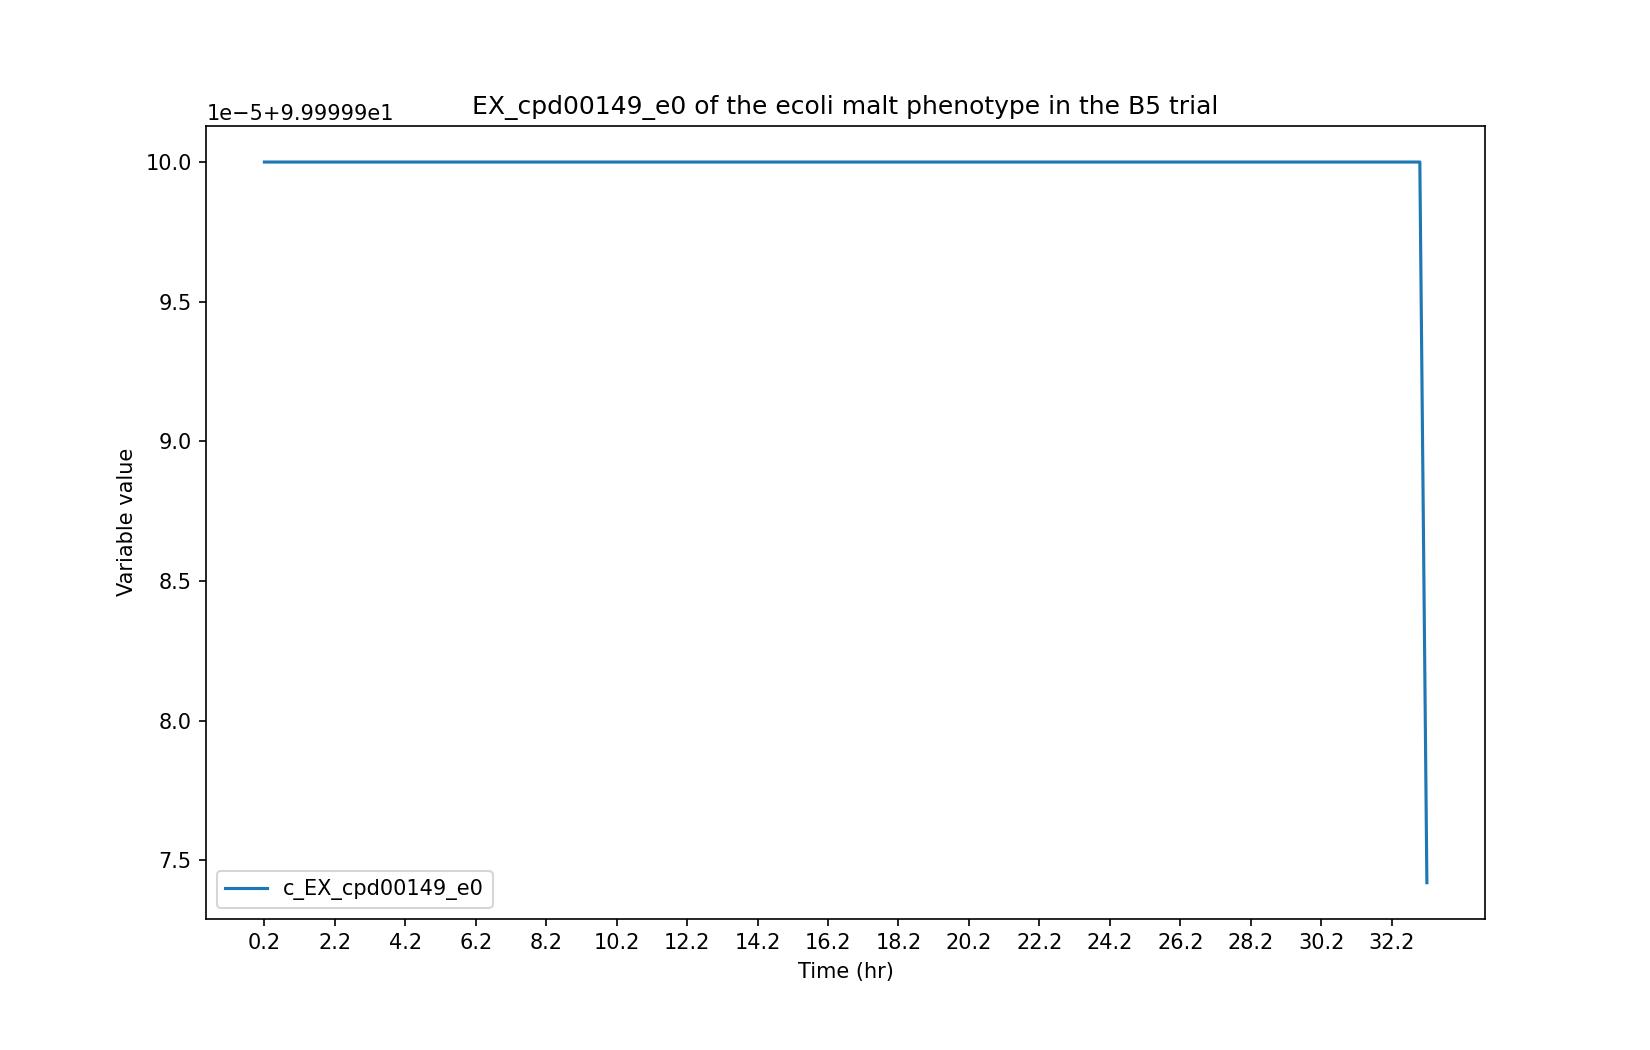 EX_cpd00149_e0 of the ecoli malt phenotype in the B5 trial
1e−5+9.99999e1
10.0
9.5
9.0
8.5
8.0
7.5
Variable value
c_EX_cpd00149_e0
0.2 2.2 4.2 6.2 8.2 10.2 12.2 14.2 16.2 18.2 20.2 22.2 24.2 26.2 28.2 30.2 32.2
Time (hr)